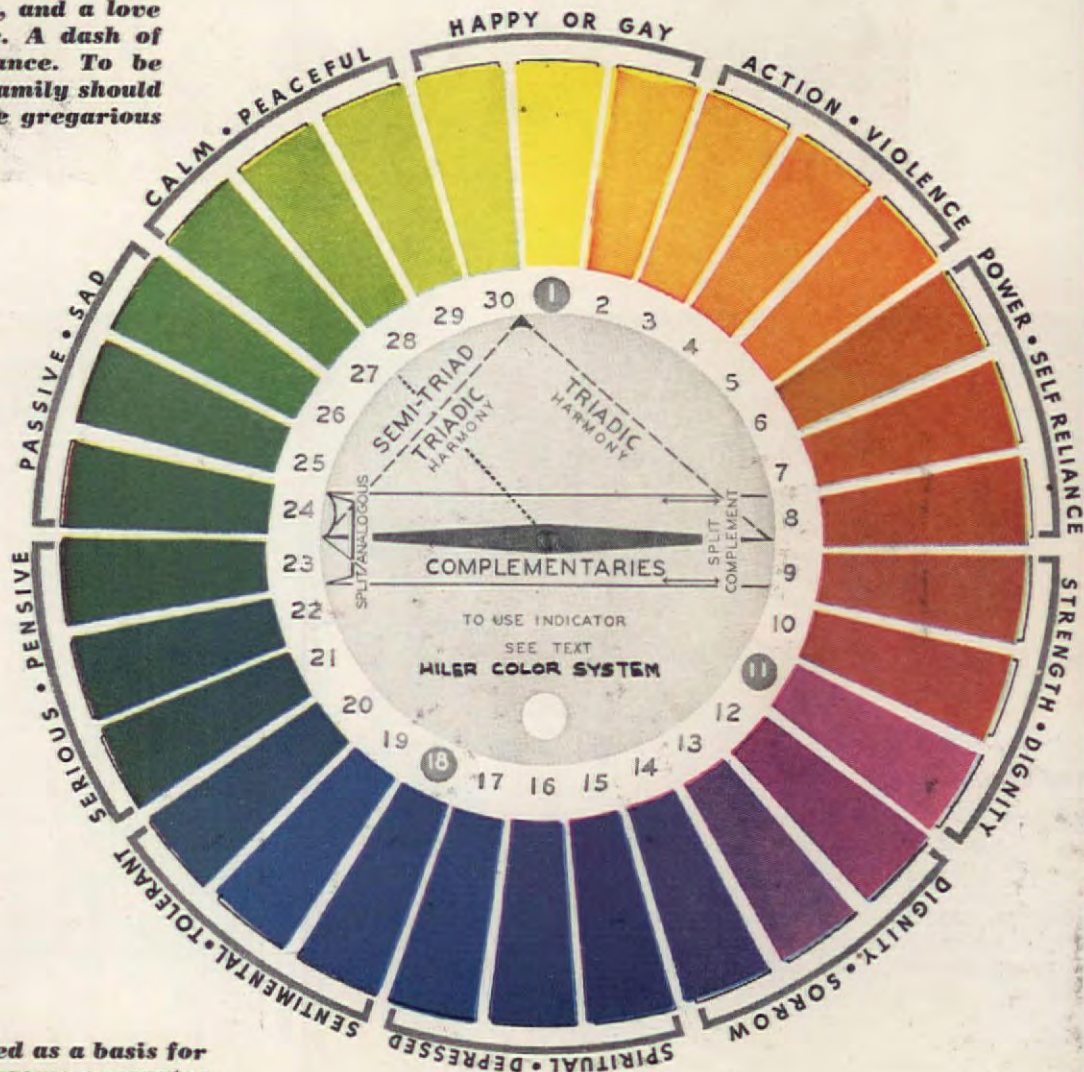 , and a love
. A dash of
ance. To be
amily should
e gregarious
HAPPY OR GAY
ACTION • VIOLENCE
POWER • SELF RELIANCE
STRENGTH • DIGNITY
DIGNITY • SORROW
SPIRITUAL • DEPRESSED
SENTIMENTAL • TOLERANT
SERIOUS • PENSIVE
PASSIVE • SAD
CALM • PEACEFUL
1
2
3
4
5
6
7
8
9
10
11
12
13
14
15
16
17
18
19
20
21
22
23
24
25
26
27
28
29
30
SEMI-TRIAD
TRIADIC
HARMONY
TRIADIC
HARMONY
SPLIT/ANALOGOUS
SPLIT
COMPLEMENT
COMPLEMENTARIES
TO USE INDICATOR
SEE TEXT
HILER COLOR SYSTEM
ed as a basis for